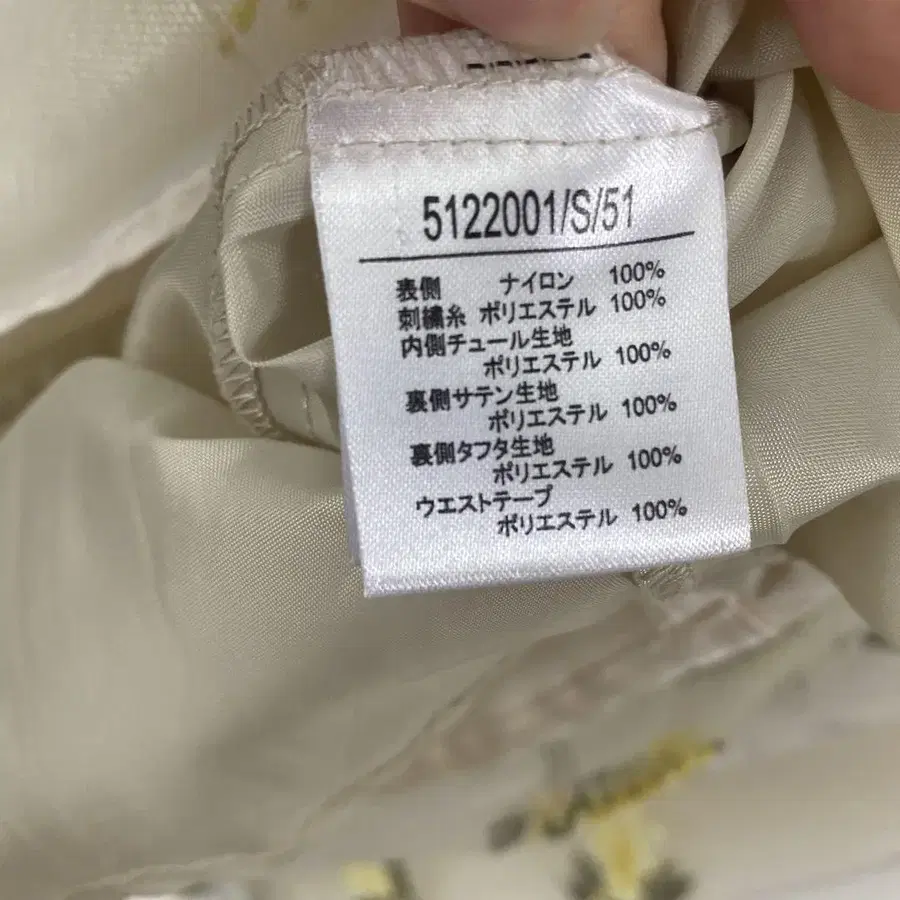 5122001/S/51
表側 ナイロン 100%
刺繍糸 ポリエステル 100%
内側チュール生地
ポリエステル 100%
裏側サテン生地
ポリエステル 100%
裏側タフタ生地
ポリエステル 100%
ウエストテープ
ポリエステル 100%